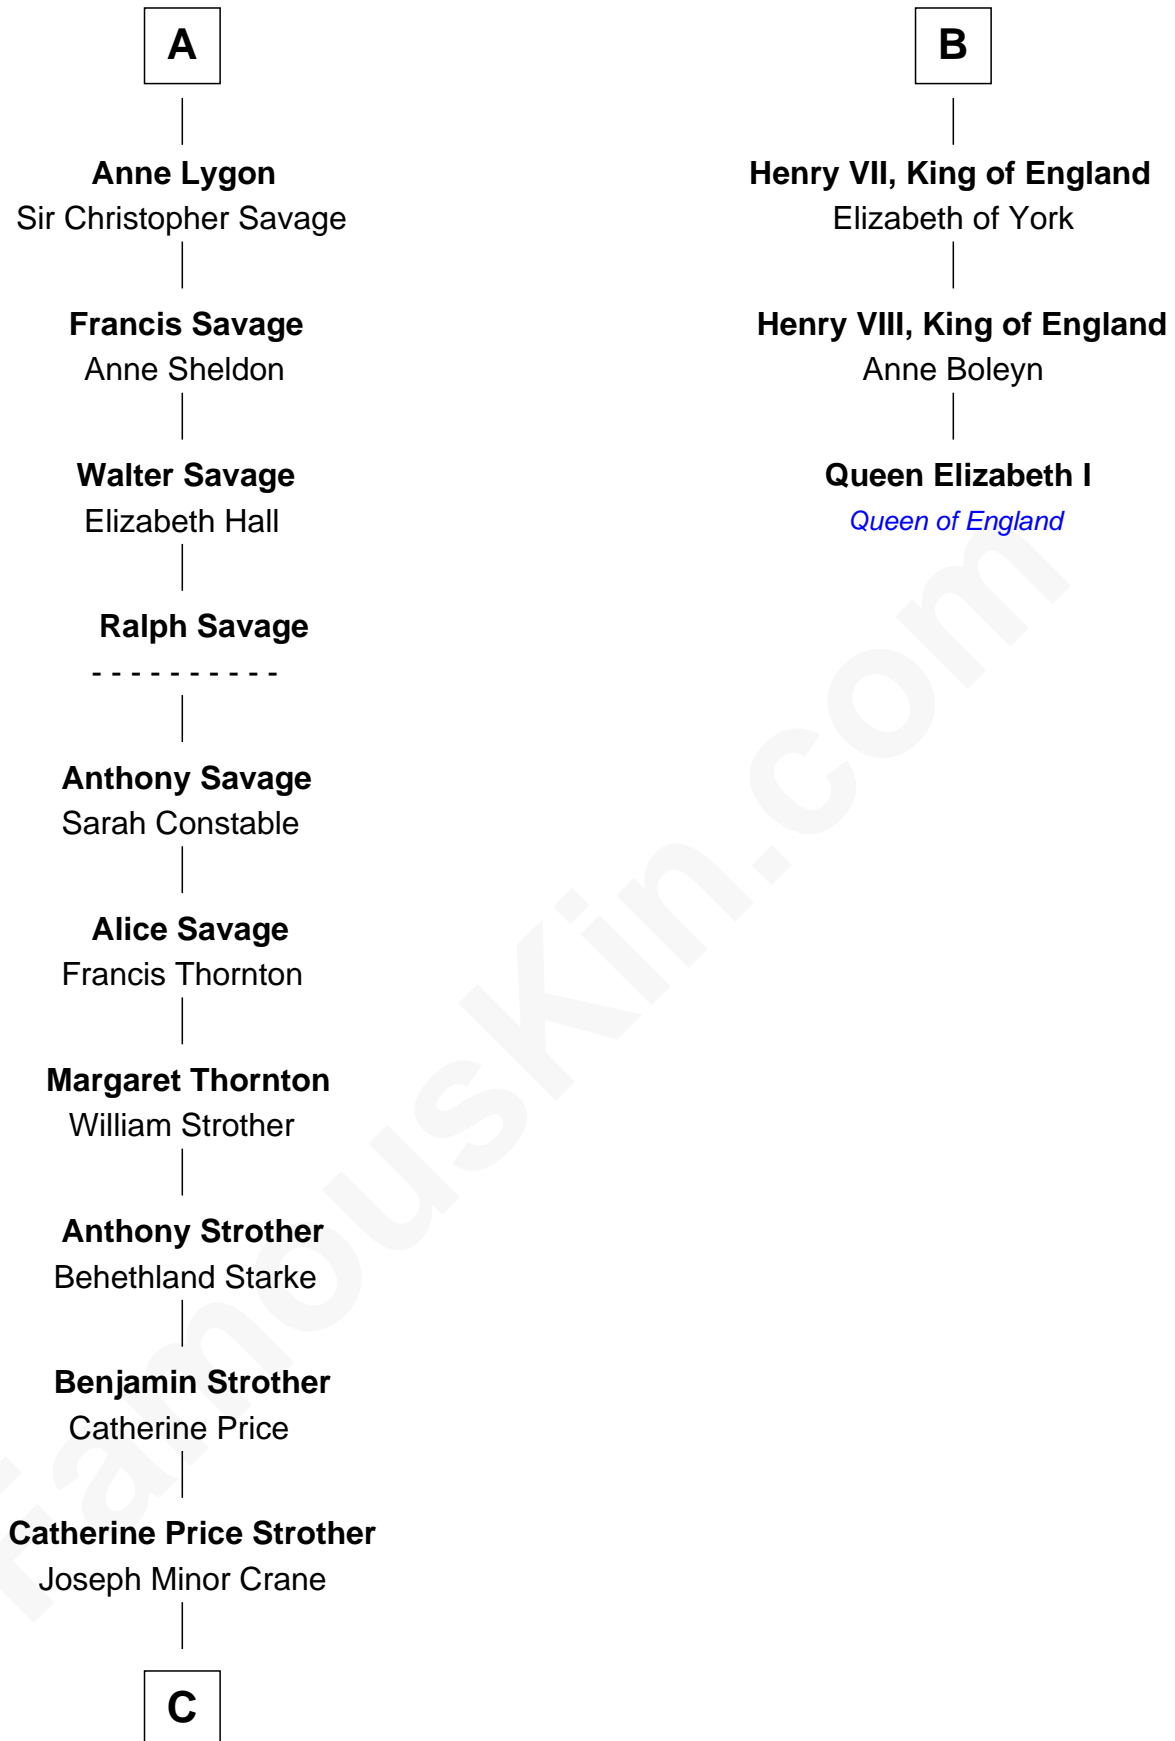 A
Anne Lygon
Sir Christopher Savage
Francis Savage
Anne Sheldon
Walter Savage
Elizabeth Hall
Ralph Savage
- - - - - - - - - -
Anthony Savage
Sarah Constable
Alice Savage
Francis Thornton
Margaret Thornton
William Strother
Anthony Strother
Behethland Starke
Benjamin Strother
Catherine Price
Catherine Price Strother
Joseph Minor Crane
C
B
Henry VII, King of England
Elizabeth of York
Henry VIII, King of England
Anne Boleyn
Queen Elizabeth I
Queen of England
FamousKin.com